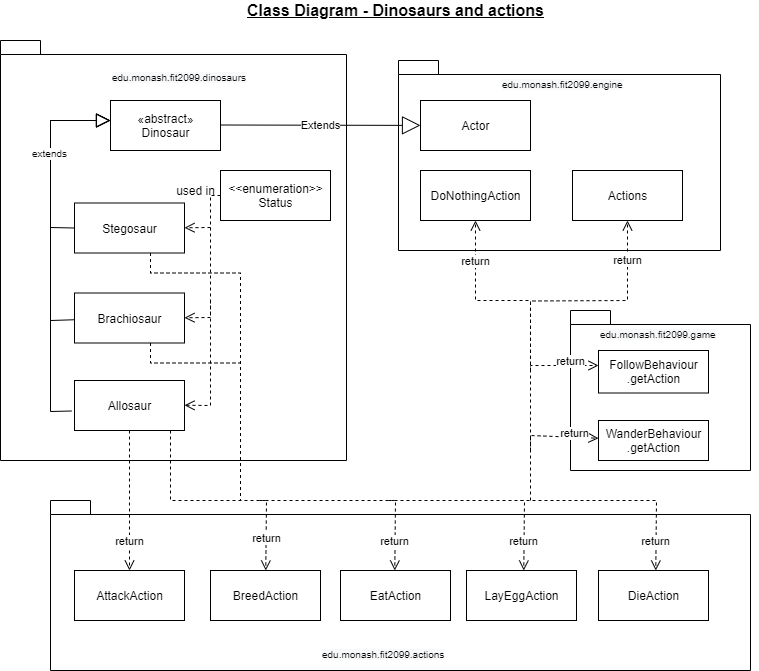 Class Diagram - Dinosaurs and actions
edu.monash.fit2099.dinosaurs
«abstract»
Dinosaur
extends
Extends
edu.monash.fit2099.engine
Actor
DoNothingAction
Actions
used in
<<enumeration>>
Status
Stegosaur
Brachiosaur
Allosaur
return
return
edu.monash.fit2099.game
return
FollowBehaviour
.getAction
return
WanderBehaviour
.getAction
return
return
return
return
return
AttackAction
BreedAction
EatAction
LayEggAction
DieAction
edu.monash.fit2099.actions